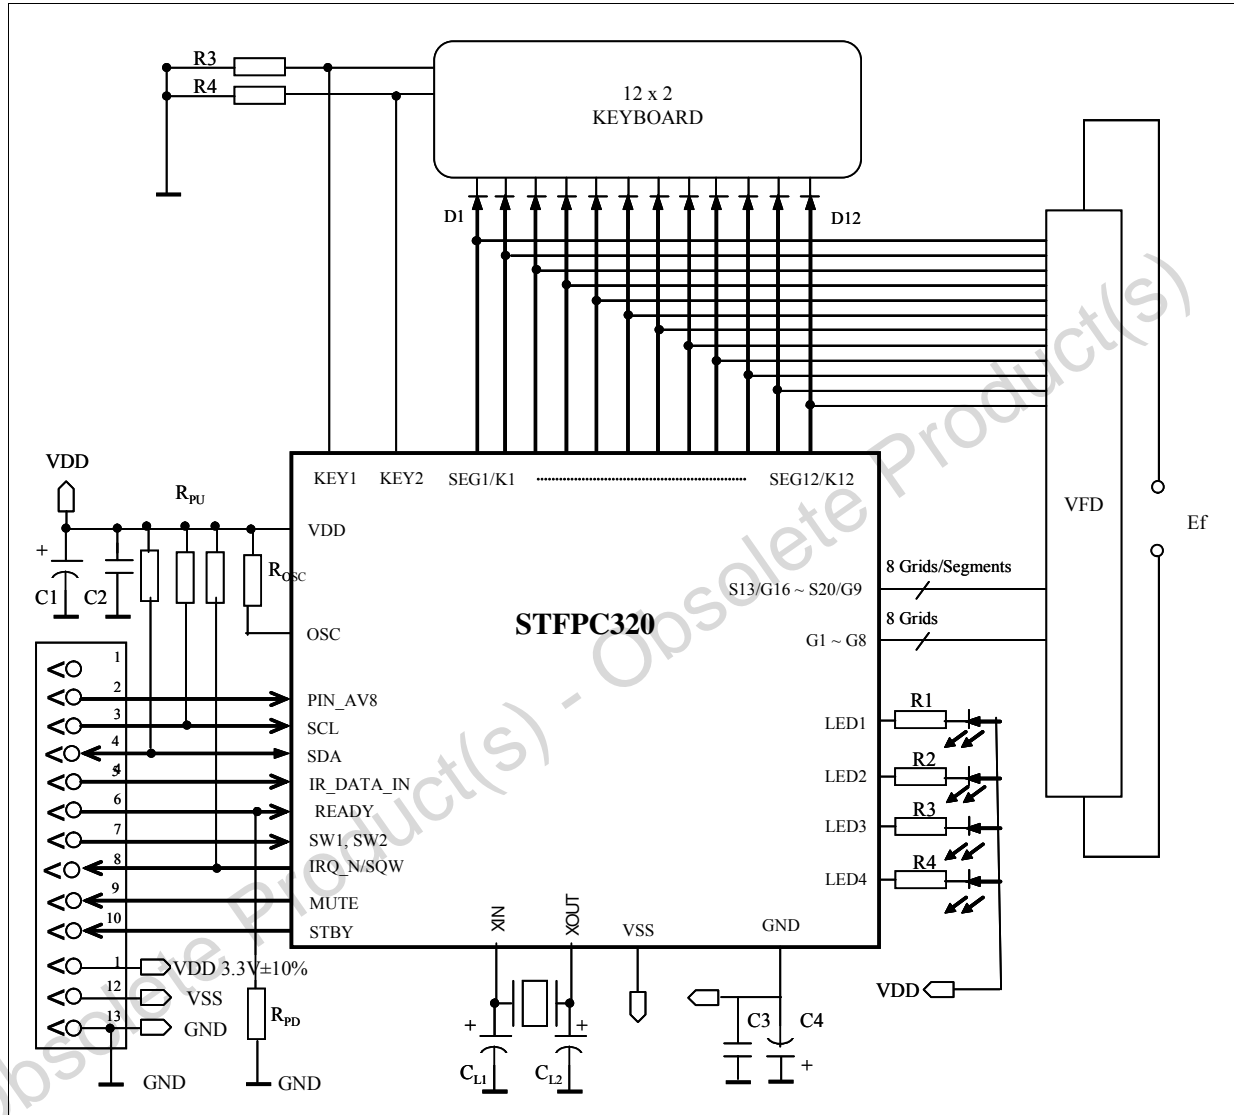 R3
R4
12 x 2
KEYBOARD
D1
D12
VDD
KEY1
KEY2
SEG1/K1
SEG12/K12
RPU
VDD
VFD
Ef
C1
C2
ROSC
8 Grids/Segments
S13/G16 ~ S20/G9
OSC
STFPC320
8 Grids
G1 ~ G8
1
2
PIN_AV8
R1
LED1
3
SCL
4
SDA
R2
LED2
4
5
IR_DATA_IN
6
READY
R3
LED3
7
SW1, SW2
8
IRQ_N/SQW
R4
LED4
9
MUTE
10
STBY
XIN
XOUT
VSS
GND
1
VDD 3.3V±10%
VDD
12
VSS
13
GND
RPD
C3
C4
+
+
+
+
CL1
CL2
GND
GND
Obsolete Product(s) - Obsolete Product(s)